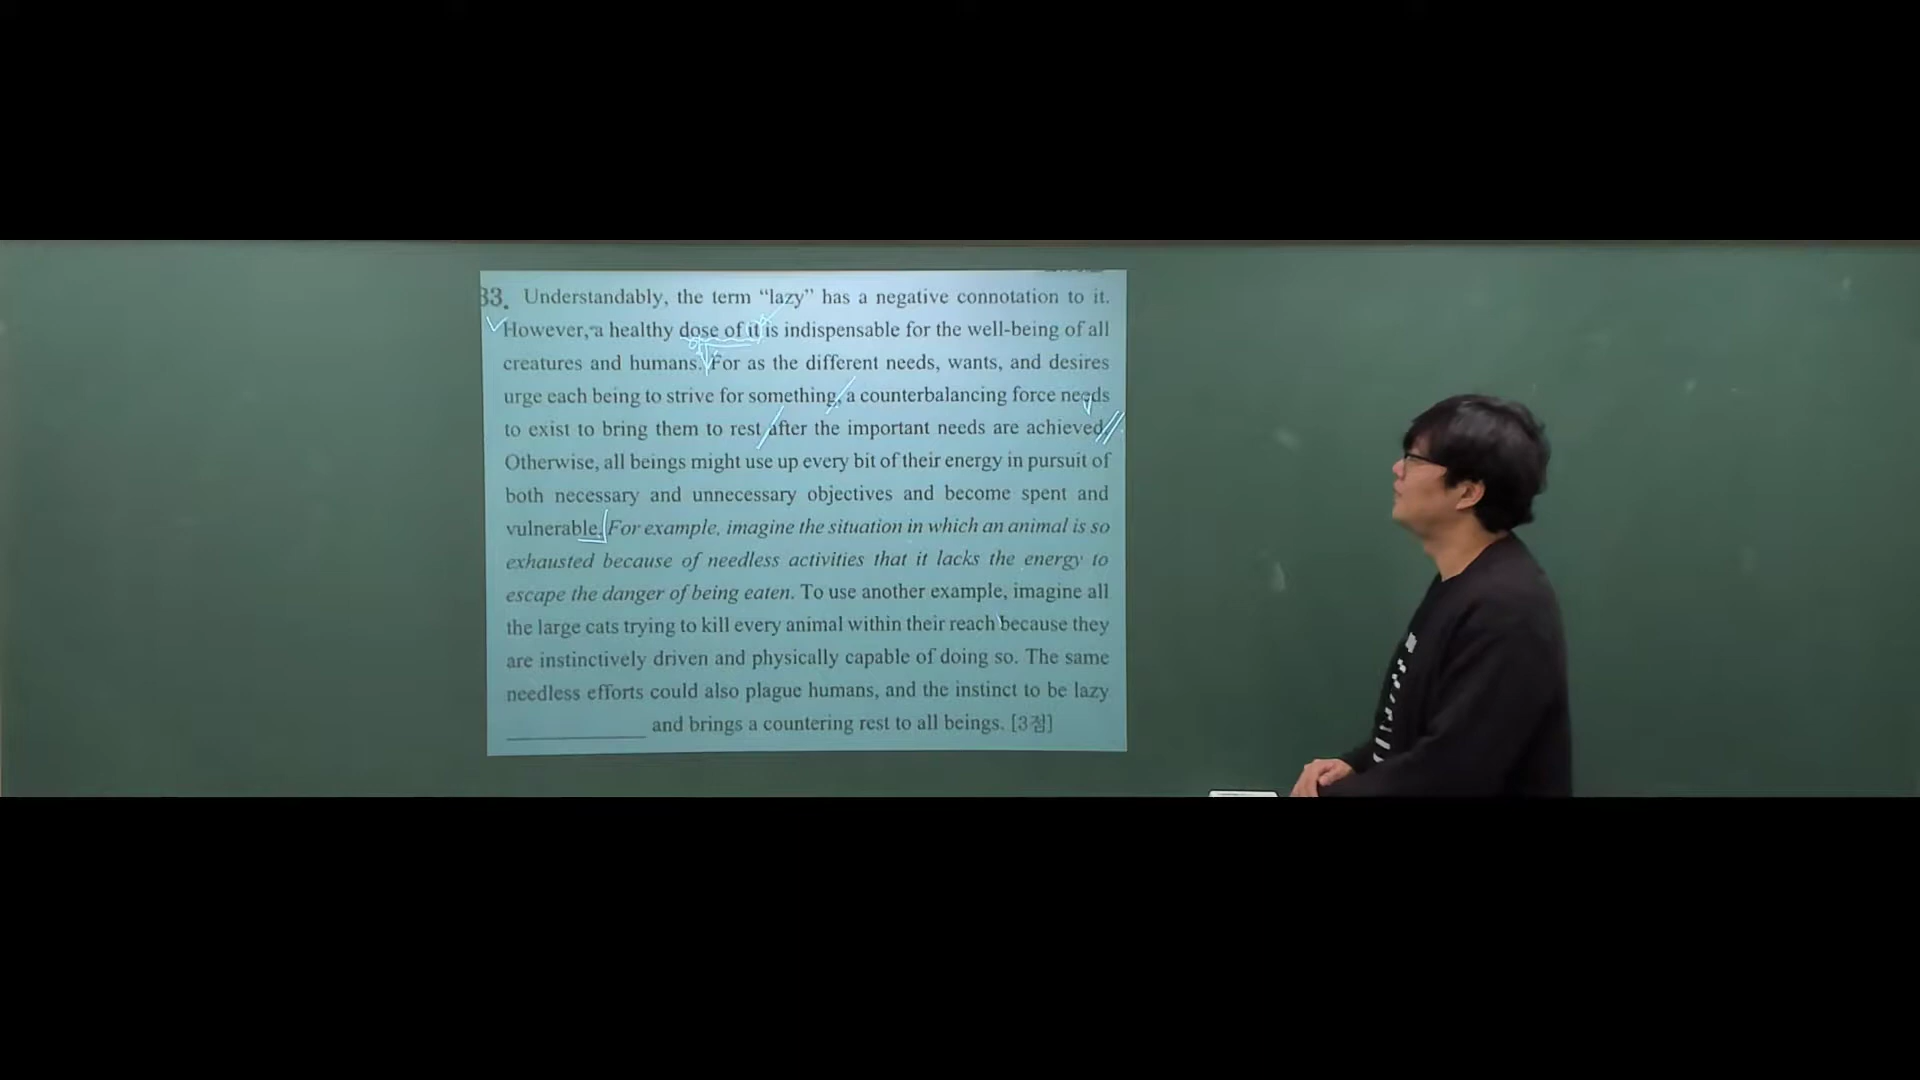 33. Understandably, the term “lazy” has a negative connotation to it.
However, a healthy dose of it is indispensable for the well-being of all
creatures and humans. For as the different needs, wants, and desires
urge each being to strive for something, a counterbalancing force needs
to exist to bring them to rest after the important needs are achieved.
Otherwise, all beings might use up every bit of their energy in pursuit of
both necessary and unnecessary objectives and become spent and
vulnerable. For example, imagine the situation in which an animal is so
exhausted because of needless activities that it lacks the energy to
escape the danger of being eaten. To use another example, imagine all
the large cats trying to kill every animal within their reach because they
are instinctively driven and physically capable of doing so. The same
needless efforts could also plague humans, and the instinct to be lazy
__________ and brings a countering rest to all beings. [3점]